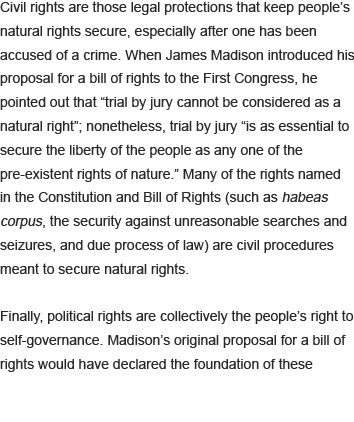 Civil rights are those legal protections that keep people’s
natural rights secure, especially after one has been
accused of a crime. When James Madison introduced his
proposal for a bill of rights to the First Congress, he
pointed out that “trial by jury cannot be considered as a
natural right”; nonetheless, trial by jury “is as essential to
secure the liberty of the people as any one of the
pre-existent rights of nature.” Many of the rights named
in the Constitution and Bill of Rights (such as habeas
corpus, the security against unreasonable searches and
seizures, and due process of law) are civil procedures
meant to secure natural rights.
Finally, political rights are collectively the people’s right to
self-governance. Madison’s original proposal for a bill of
rights would have declared the foundation of these